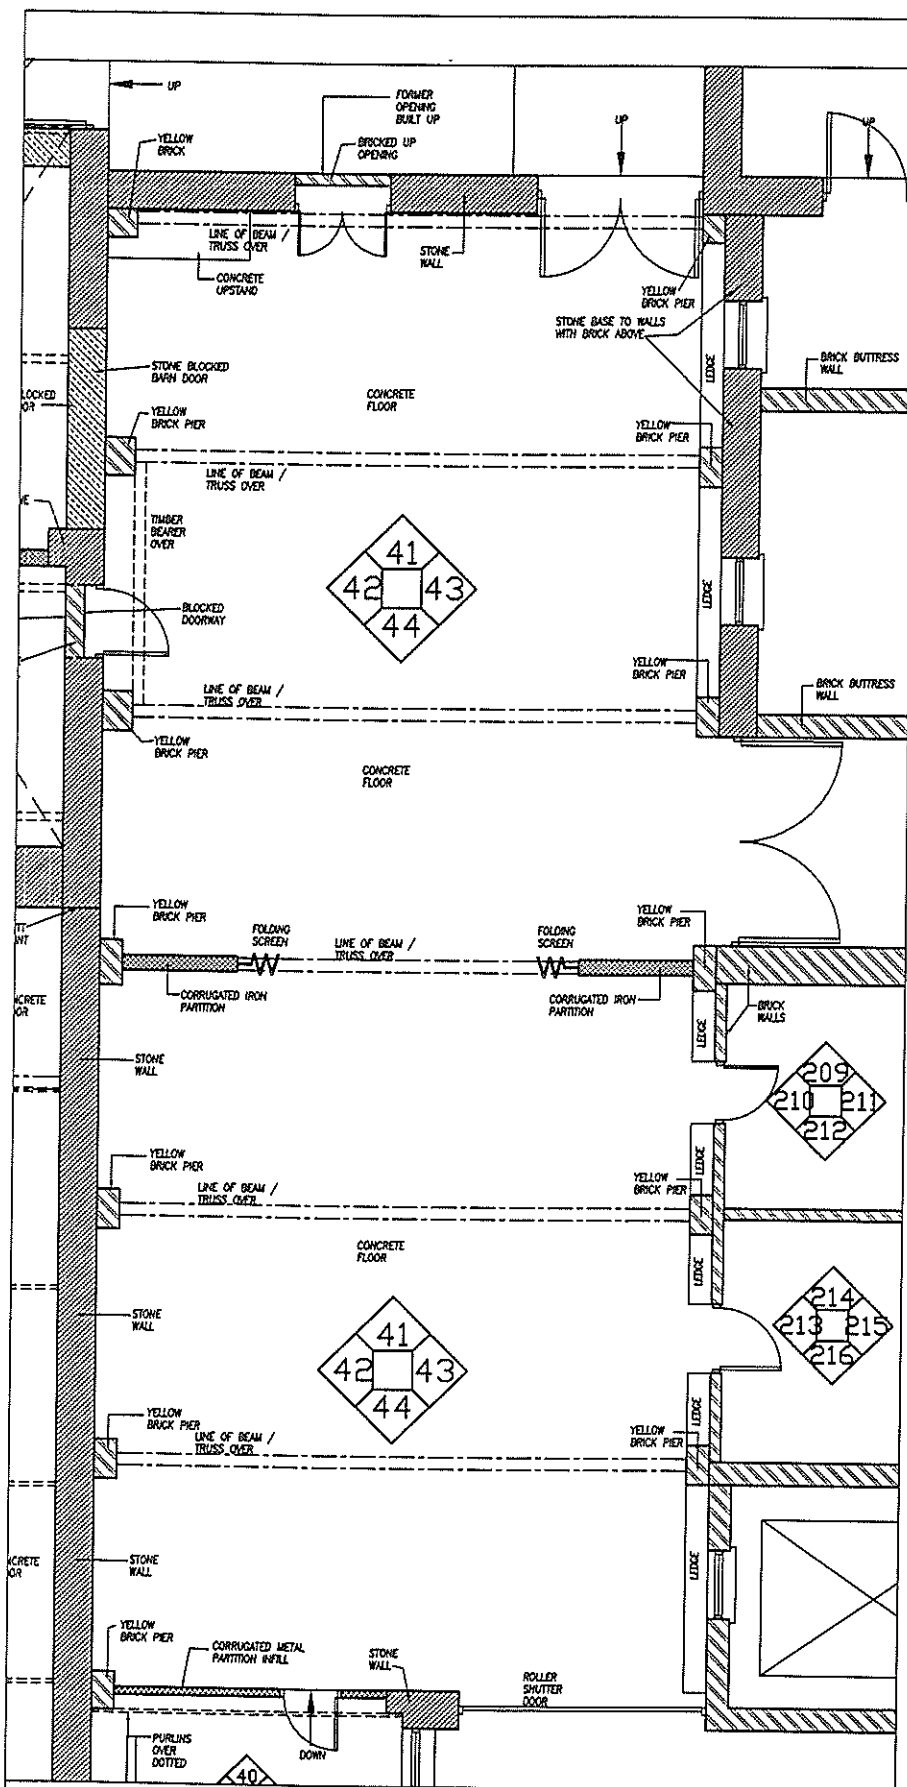 UP
FORMER
OPENING
BUILT UP
BRICKED UP
OPENING
YELLOW
BRICK
UP
UP
LINE OF BEAM /
TRUSS OVER
STONE
WALL
CONCRETE
UPSTAND
YELLOW
BRICK PIER
STONE BASE TO WALLS
WITH BRICK ABOVE
LEDGE
BRICK BUTTRESS
WALL
STONE BLOCKED
BARN DOOR
LOCKED
OR
CONCRETE
FLOOR
YELLOW
BRICK PIER
YELLOW
BRICK PIER
LINE OF BEAM /
TRUSS OVER
TIMBER
BEARER
OVER
41
42 43
44
LEDGE
BLOCKED
DOORWAY
YELLOW
BRICK PIER
LINE OF BEAM /
TRUSS OVER
BRICK BUTTRESS
WALL
YELLOW
BRICK PIER
CONCRETE
FLOOR
YELLOW
BRICK PIER
FOLDING
SCREEN
LINE OF BEAM /
TRUSS OVER
FOLDING
SCREEN
YELLOW
BRICK PIER
CORRUGATED IRON
PARTITION
CORRUGATED IRON
PARTITION
BRICK
WALLS
NCRETE
OOR
LEDGE
STONE
WALL
209
210 211
212
LEDGE
YELLOW
BRICK PIER
YELLOW
BRICK PIER
LINE OF BEAM /
TRUSS OVER
CONCRETE
FLOOR
LEDGE
STONE
WALL
214
213 215
216
41
42 43
44
LEDGE
YELLOW
BRICK PIER
LINE OF BEAM /
TRUSS OVER
YELLOW
BRICK PIER
NCRETE
OR
STONE
WALL
LEDGE
YELLOW
BRICK PIER
CORRUGATED METAL
PARTITION INFILL
STONE
WALL
ROLLER
SHUTTER
DOOR
PURLINS
OVER
DOTTED
DOWN
40